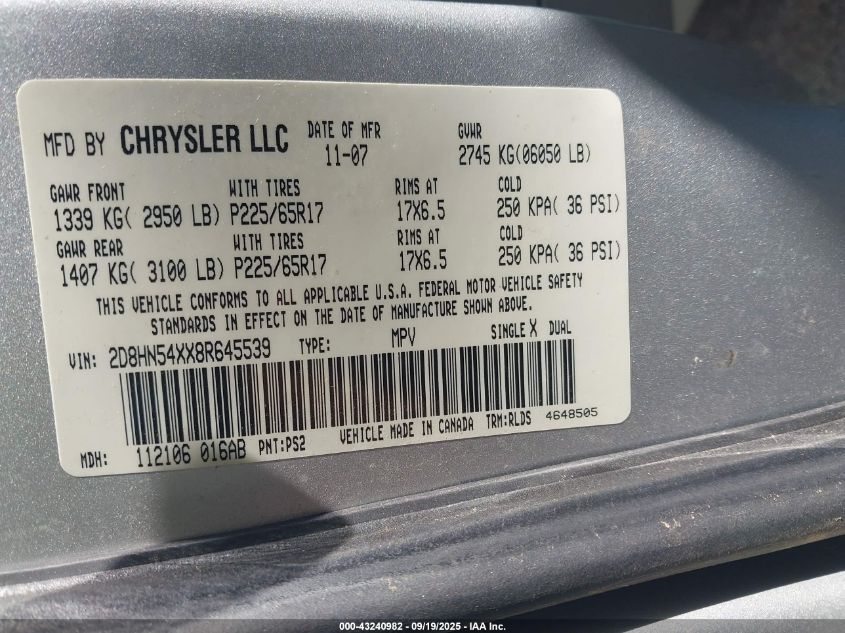 MFD BY CHRYSLER LLC DATE OF MFR GVWR
11-07 2745 KG(06050 LB)
GAWR FRONT WITH TIRES RIMS AT COLD
1339 KG( 2950 LB) P225/65R17 17X6.5 250 KPA( 36 PSI)
GAWR REAR WITH TIRES RIMS AT COLD
1407 KG( 3100 LB) P225/65R17 17X6.5 250 KPA( 36 PSI)
THIS VEHICLE CONFORMS TO ALL APPLICABLE U.S.A. FEDERAL MOTOR VEHICLE SAFETY
STANDARDS IN EFFECT ON THE DATE OF MANUFACTURE SHOWN ABOVE.
VIN: 2D8HN54XX8R645539 TYPE: MPV SINGLE X DUAL
MDH: 112106 016AB PNT:PS2 VEHICLE MADE IN CANADA TRM:RLDS 4648505
000-43240982 - 09/19/2025 - IAA Inc.